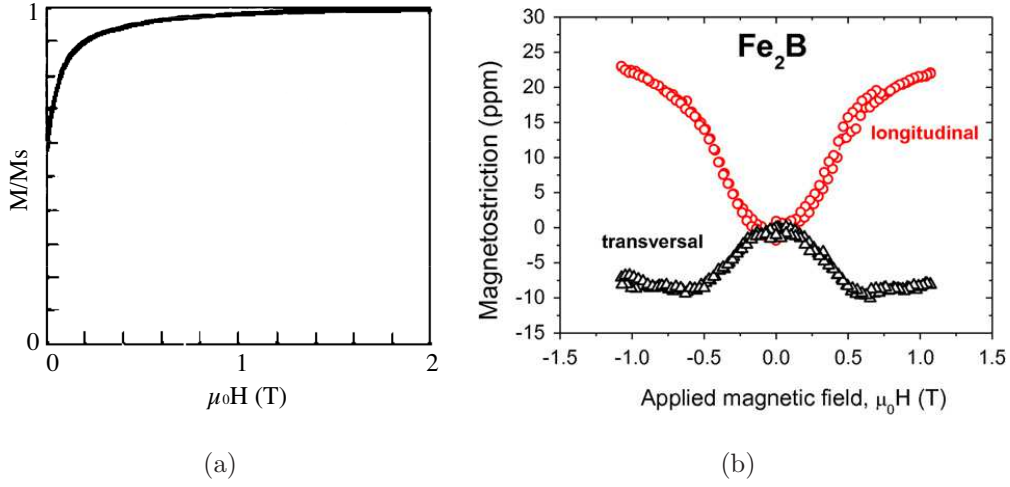 1
M/Ms
0
0 1 2
μ₀H (T)
(a)
30
25
20
15
10
5
0
-5
-10
-15
Magnetostriction (ppm)
Fe₂B
longitudinal
transversal
-1.5 -1.0 -0.5 0.0 0.5 1.0 1.5
Applied magnetic field, μ₀H (T)
(b)